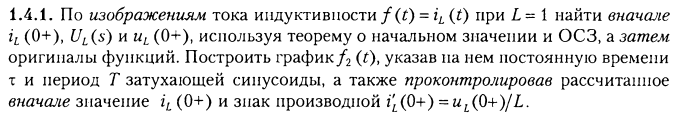 1.4.1. По изображениям тока индуктивности f (t) = i_L (t) при L = 1 найти вначале
i_L (0+), U_L (s) и u_L (0+), используя теорему о начальном значении и ОСЗ, а затем
оригиналы функций. Построить график f_2 (t), указав на нем постоянную времени
τ и период T затухающей синусоиды, а также проконтролировав рассчитанное
вначале значение i_L (0+) и знак производной i′_L (0+) = u_L (0+)/L.